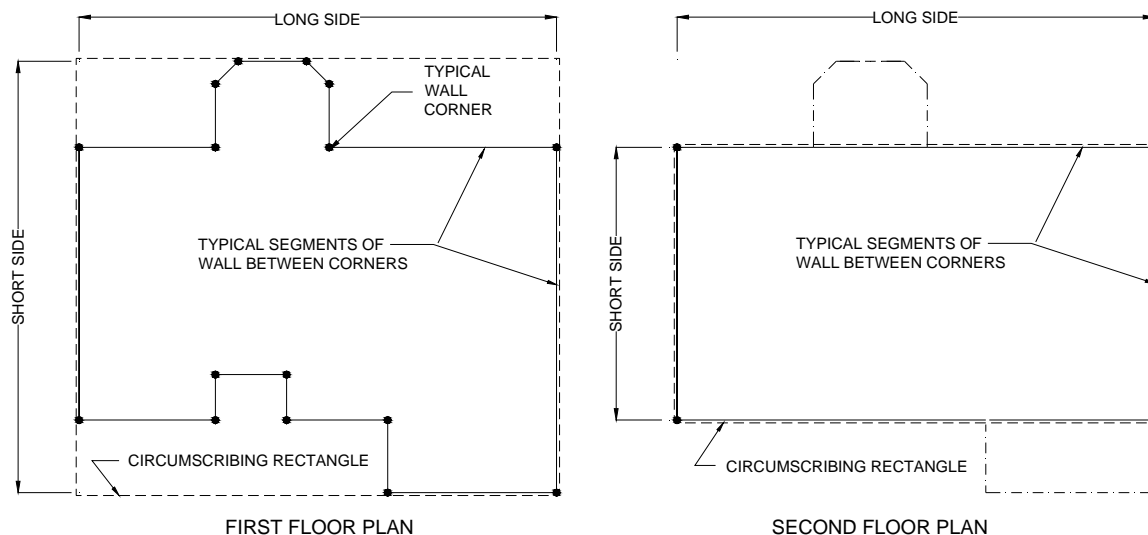 LONG SIDE
SHORT SIDE
TYPICAL
WALL
CORNER
TYPICAL SEGMENTS OF
WALL BETWEEN CORNERS
CIRCUMSCRIBING RECTANGLE
FIRST FLOOR PLAN
LONG SIDE
SHORT SIDE
TYPICAL SEGMENTS OF
WALL BETWEEN CORNERS
CIRCUMSCRIBING RECTANGLE
SECOND FLOOR PLAN